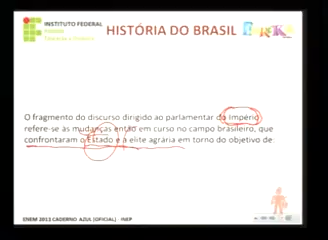 INSTITUTO FEDERAL
HISTÓRIA DO BRASIL
O fragmento do discurso dirigido ao parlamentar do Império
refere-se às mudanças então em curso no campo brasileiro, que
confrontaram o Estado e a elite agrária em torno do objetivo de:
ENEM 2011 CADERNO AZUL (OFICIAL) - INEP